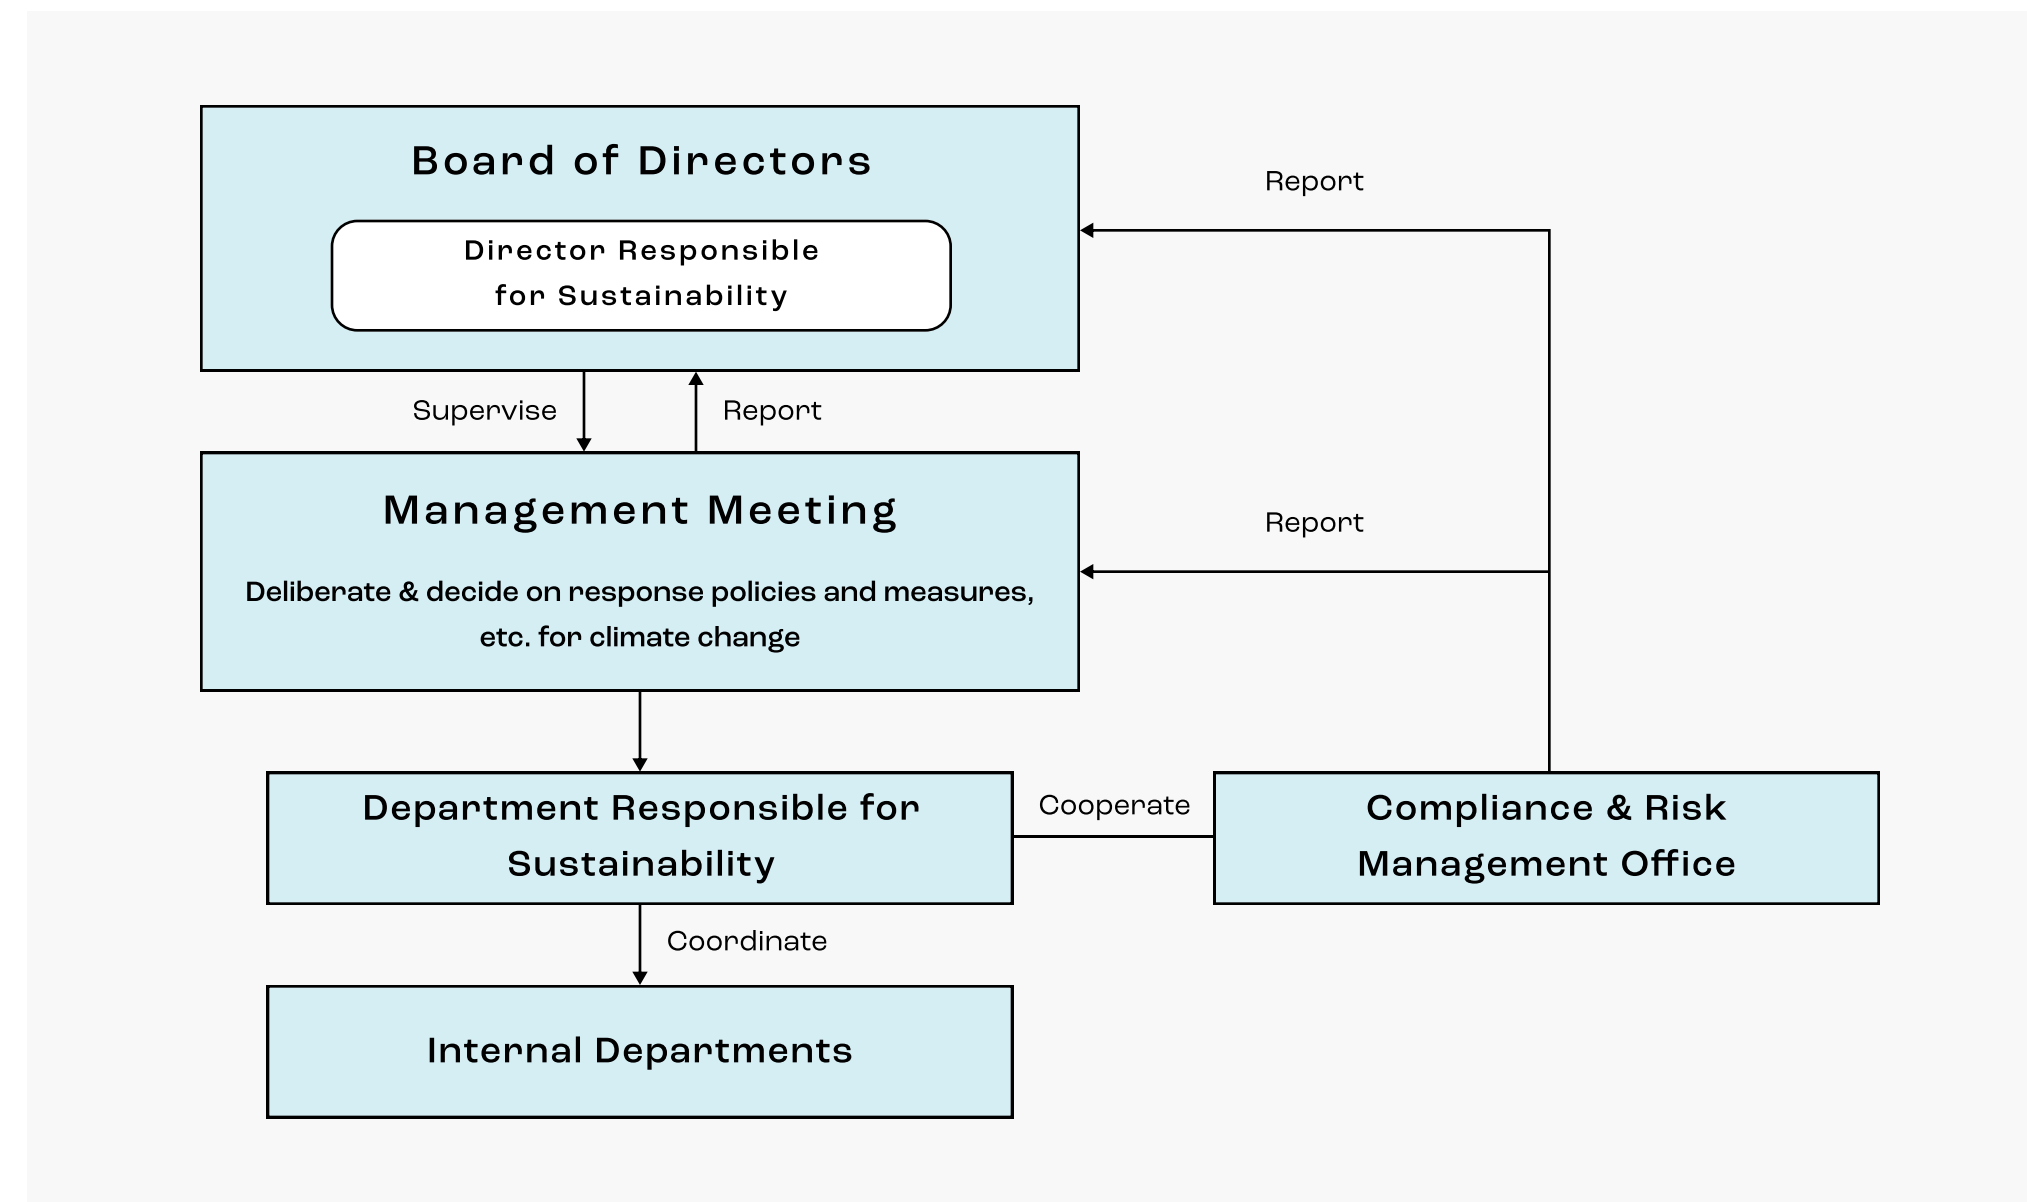 Board of Directors
Report
Director Responsible
for Sustainability
Supervise
Report
Management Meeting
Report
Deliberate & decide on response policies and measures,
etc. for climate change
Department Responsible for
Sustainability
Cooperate
Compliance & Risk
Management Office
Coordinate
Internal Departments